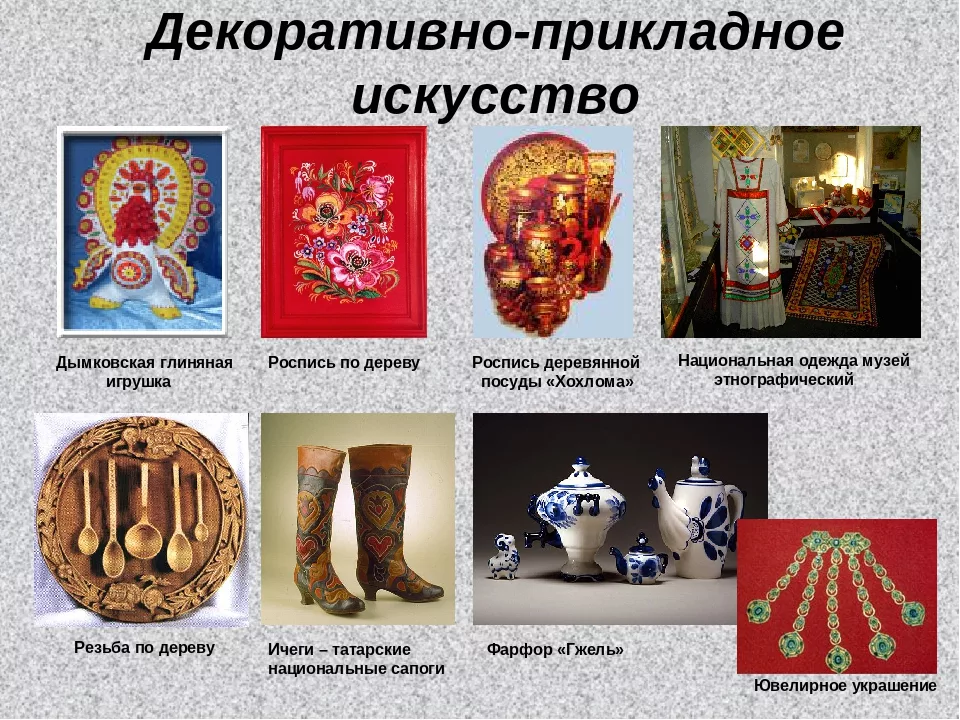 Декоративно-прикладное
искусство
Дымковская глиняная
игрушка
Роспись по дереву
Роспись деревянной
посуды «Хохлома»
Национальная одежда музей
этнографический
Резьба по дереву
Ичеги – татарские
национальные сапоги
Фарфор «Гжель»
Ювелирное украшение